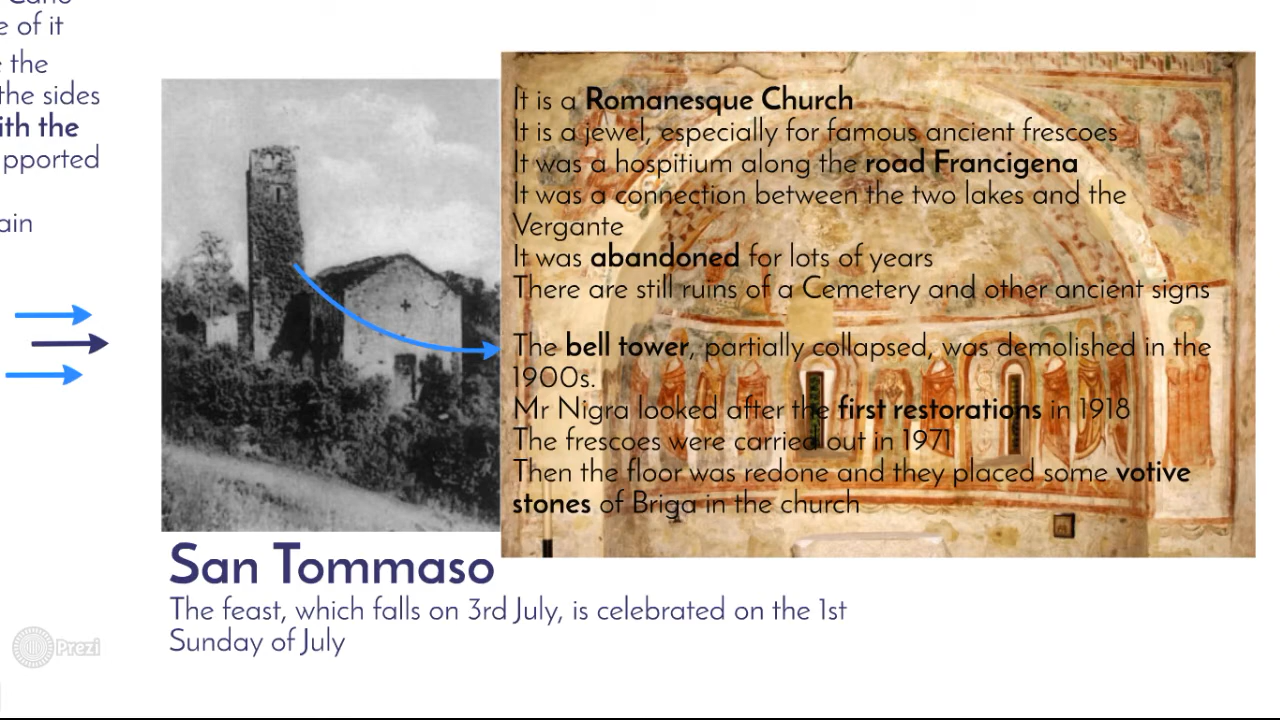 e of it
e the
the sides
ith the
pported
ain
It is a Romanesque Church
It is a jewel, especially for famous ancient frescoes
It was a hospitium along the road Francigena
It was a connection between the two lakes and the
Vergante
It was abandoned for lots of years
There are still ruins of a Cemetery and other ancient signs
The bell tower, partially collapsed, was demolished in the
1900s.
Mr Nigra looked after the first restorations in 1918
The frescoes were carried out in 1971
Then the floor was redone and they placed some votive
stones of Briga in the church
San Tommaso
The feast, which falls on 3rd July, is celebrated on the 1st
Sunday of July
Prezi